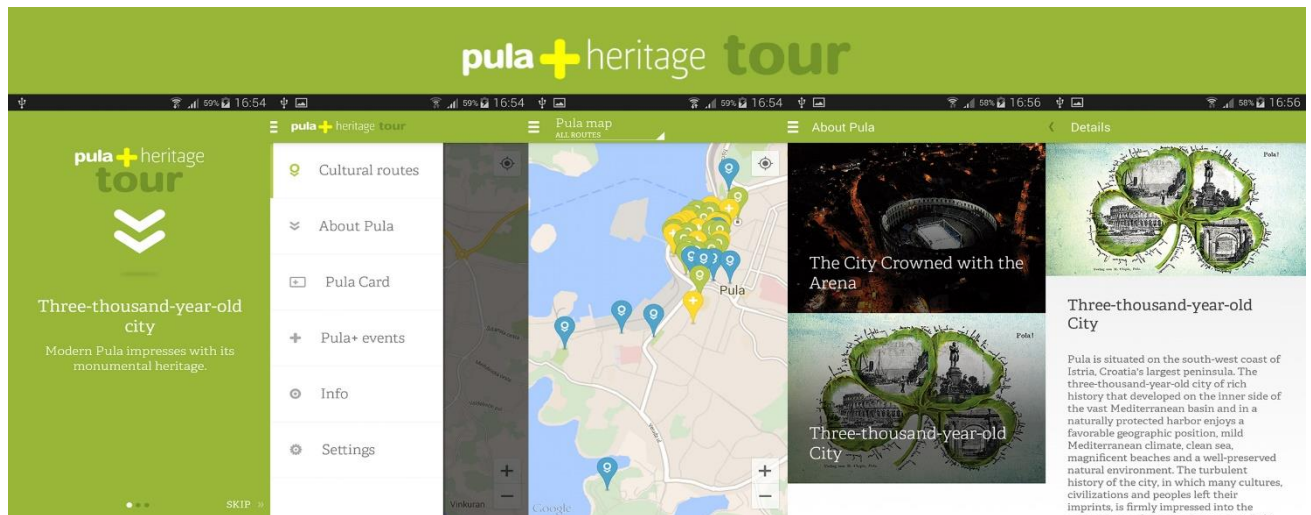 pula + heritage tour
59% 16:54
pula + heritage
tour
Three-thousand-year-old
city
Modern Pula impresses with its
monumental heritage.
SKIP »
59% 16:54
pula + heritage tour
Cultural routes
About Pula
Pula Card
Pula+ events
Info
Settings
Vinkuran
+
−
59% 16:54
Pula map
ALL ROUTES
Pula
Google
+
−
58% 16:56
About Pula
The City Crowned with the
Arena
Pola!
Three-thousand-year-old
City
58% 16:56
Details
Pola!
Three-thousand-year-old
City
Pula is situated on the south-west coast of
Istria, Croatia's largest peninsula. The
three-thousand-year-old city of rich
history that developed on the inner side of
the vast Mediterranean basin and in a
naturally protected harbor enjoys a
favorable geographic position, mild
Mediterranean climate, clean sea,
magnificent beaches and a well-preserved
natural environment. The turbulent
history of the city, in which many cultures,
civilizations and peoples left their
imprints, is firmly impressed into the